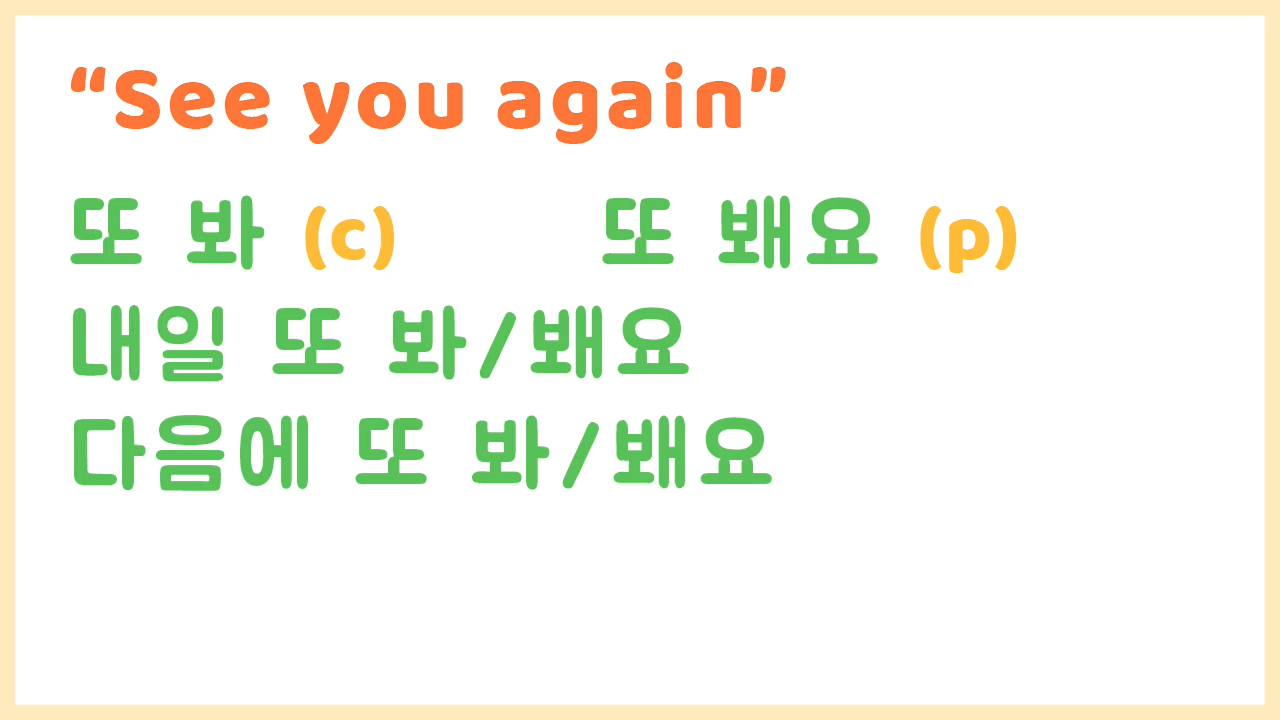 “See you again”
또 봐 (c) 또 봬요 (p)
내일 또 봐/봬요
다음에 또 봐/봬요